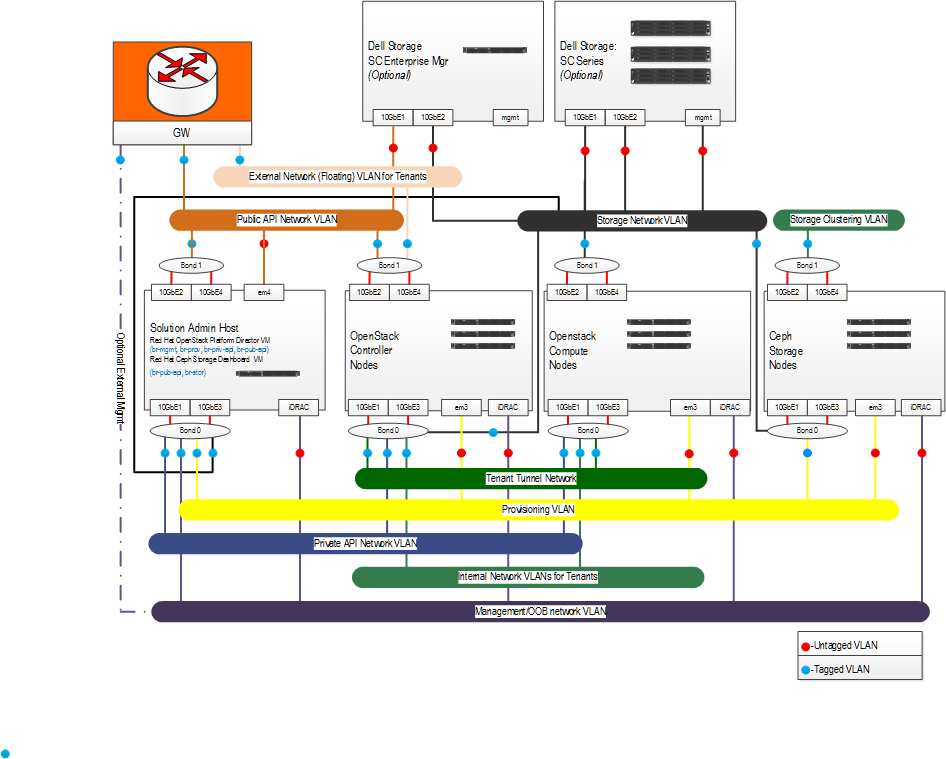 Dell Storage
SC Enterprise Mgr
(Optional)
10GbE1
10GbE2
mgmt
Dell Storage:
SC Series
(Optional)
10GbE1
10GbE2
mgmt
GW
External Network (Floating) VLAN for Tenants
Public API Network VLAN
Storage Network VLAN
Storage Clustering VLAN
Bond 1
Bond 1
Bond 1
Bond 1
10GbE2
10GbE4
em4
10GbE2
10GbE4
10GbE2
10GbE4
10GbE2
10GbE4
Solution Admin Host
Red Hat OpenStack Platform Director VM
(br-mgmt, br-prov, br-priv-api, br-pub-api)
Red Hat Ceph Storage Dashboard VM
(br-pub-api, br-stor)
OpenStack
Controller
Nodes
Openstack
Compute
Nodes
Ceph
Storage
Nodes
Optional External Mgmt
10GbE1
10GbE3
iDRAC
10GbE1
10GbE3
em3
iDRAC
10GbE1
10GbE3
em3
iDRAC
10GbE1
10GbE3
em3
iDRAC
Bond 0
Bond 0
Bond 0
Bond 0
Tenant Tunnel Network
Provisioning VLAN
Private API Network VLAN
Internal Network VLANs for Tenants
Management/OOB network VLAN
-Untagged VLAN
-Tagged VLAN